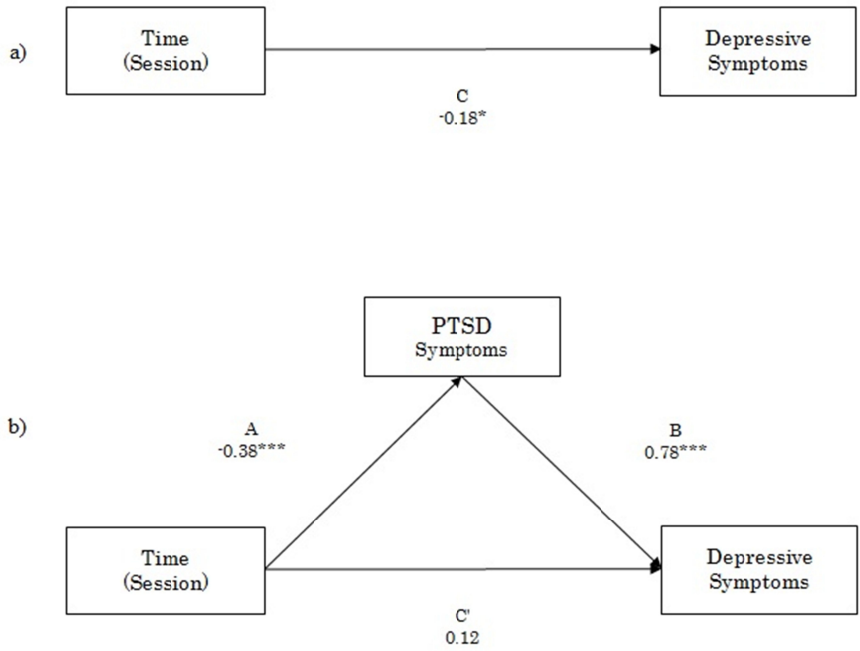 a)
Time
(Session)
Depressive
Symptoms
C
-0.18*
PTSD
Symptoms
b)
A
-0.38***
B
0.78***
Time
(Session)
Depressive
Symptoms
C'
0.12